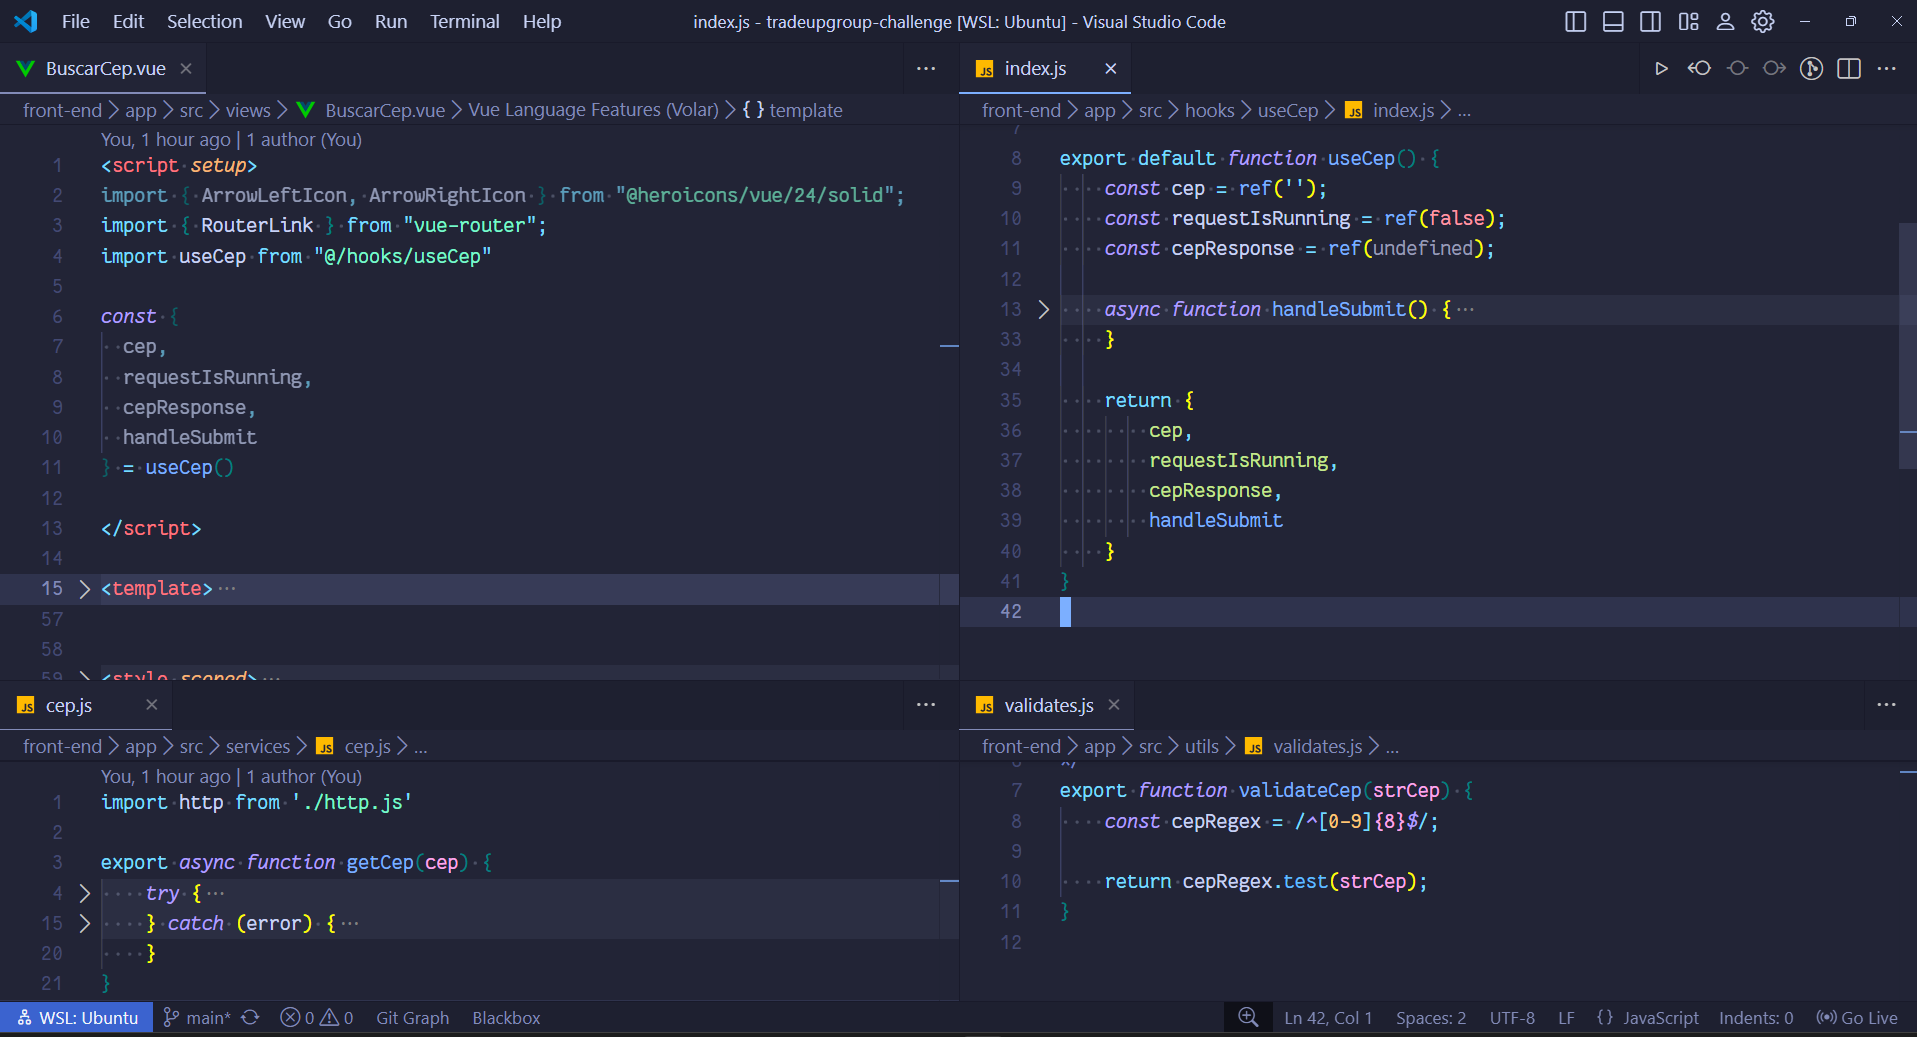 File Edit Selection View Go Run Terminal Help
index.js - tradeupgroup-challenge [WSL: Ubuntu] - Visual Studio Code
BuscarCep.vue
front-end > app > src > views > BuscarCep.vue > Vue Language Features (Volar) > { } template
You, 1 hour ago | 1 author (You)
1 <script setup>
2 import { ArrowLeftIcon, ArrowRightIcon } from "@heroicons/vue/24/solid";
3 import { RouterLink } from "vue-router";
4 import useCep from "@/hooks/useCep"
5
6 const {
7 cep,
8 requestIsRunning,
9 cepResponse,
10 handleSubmit
11 } = useCep()
12
13 </script>
14
15 <template> ...
57
58
59 <style scoped> ...
JS index.js
front-end > app > src > hooks > useCep > JS index.js > ...
7
8 export default function useCep() {
9 const cep = ref('');
10 const requestIsRunning = ref(false);
11 const cepResponse = ref(undefined);
12
13 async function handleSubmit() { ...
33 }
34
35 return {
36 cep,
37 requestIsRunning,
38 cepResponse,
39 handleSubmit
40 }
41 }
42
JS cep.js
front-end > app > src > services > JS cep.js > ...
You, 1 hour ago | 1 author (You)
1 import http from './http.js'
2
3 export async function getCep(cep) {
4 try { ...
15 } catch (error) { ...
20 }
21 }
JS validates.js
front-end > app > src > utils > JS validates.js > ...
6 */
7 export function validateCep(strCep) {
8 const cepRegex = /^[0-9]{8}$/;
9
10 return cepRegex.test(strCep);
11 }
12
WSL: Ubuntu main* 0 0 Git Graph Blackbox
Ln 42, Col 1 Spaces: 2 UTF-8 LF { } JavaScript Indents: 0 Go Live